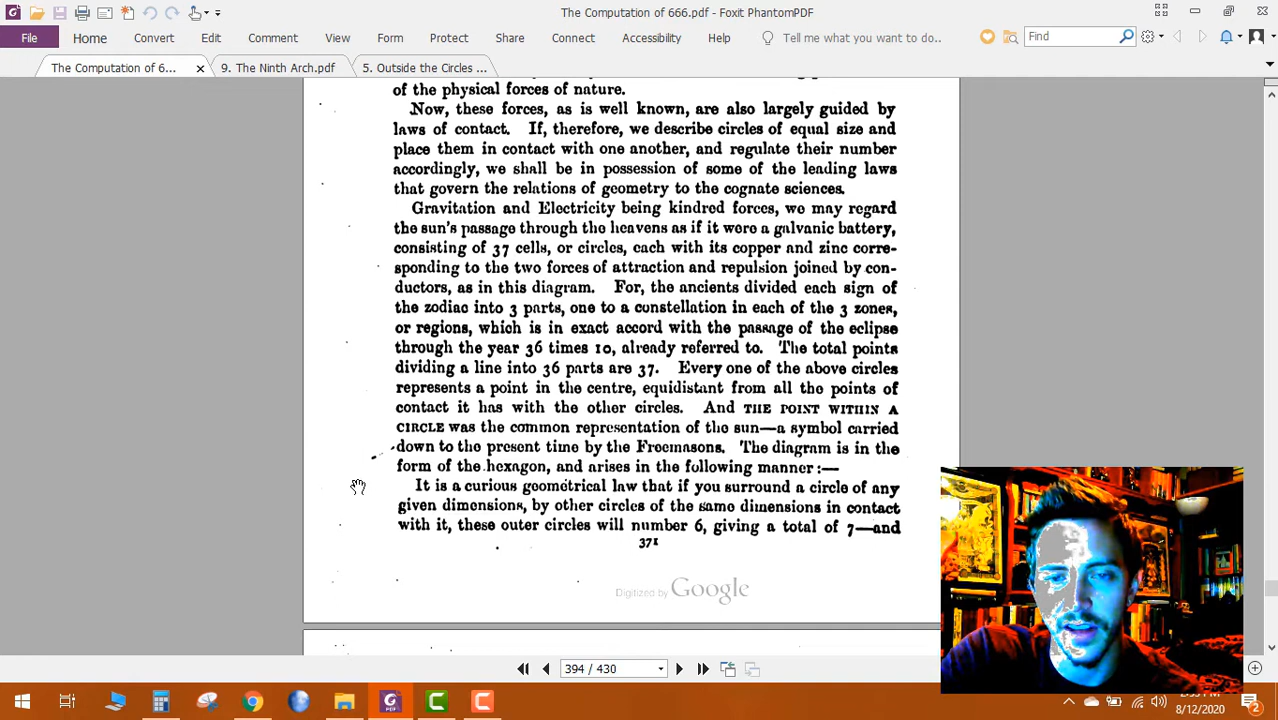 The Computation of 666.pdf - Foxit PhantomPDF
File Home Convert Edit Comment View Form Protect Share Connect Accessibility Help Tell me what you want to do.. Find
The Computation of 6... 9. The Ninth Arch.pdf 5. Outside the Circles ...
of the physical forces of nature.
Now, these forces, as is well known, are also largely guided by
laws of contact. If, therefore, we describe circles of equal size and
place them in contact with one another, and regulate their number
accordingly, we shall be in possession of some of the leading laws
that govern the relations of geometry to the cognate sciences.
Gravitation and Electricity being kindred forces, we may regard
the sun's passage through the heavens as if it were a galvanic battery,
consisting of 37 cells, or circles, each with its copper and zinc corre-
sponding to the two forces of attraction and repulsion joined by con-
ductors, as in this diagram. For, the ancients divided each sign of
the zodiac into 3 parts, one to a constellation in each of the 3 zones,
or regions, which is in exact accord with the passage of the eclipse
through the year 36 times 10, already referred to. The total points
dividing a line into 36 parts are 37. Every one of the above circles
represents a point in the centre, equidistant from all the points of
contact it has with the other circles. And THE POINT WITHIN A
CIRCLE was the common representation of the sun—a symbol carried
down to the present time by the Freemasons. The diagram is in the
form of the hexagon, and arises in the following manner:—
It is a curious geometrical law that if you surround a circle of any
given dimensions, by other circles of the same dimensions in contact
with it, these outer circles will number 6, giving a total of 7—and
371
Digitized by Google
394 / 430
8/12/2020
2